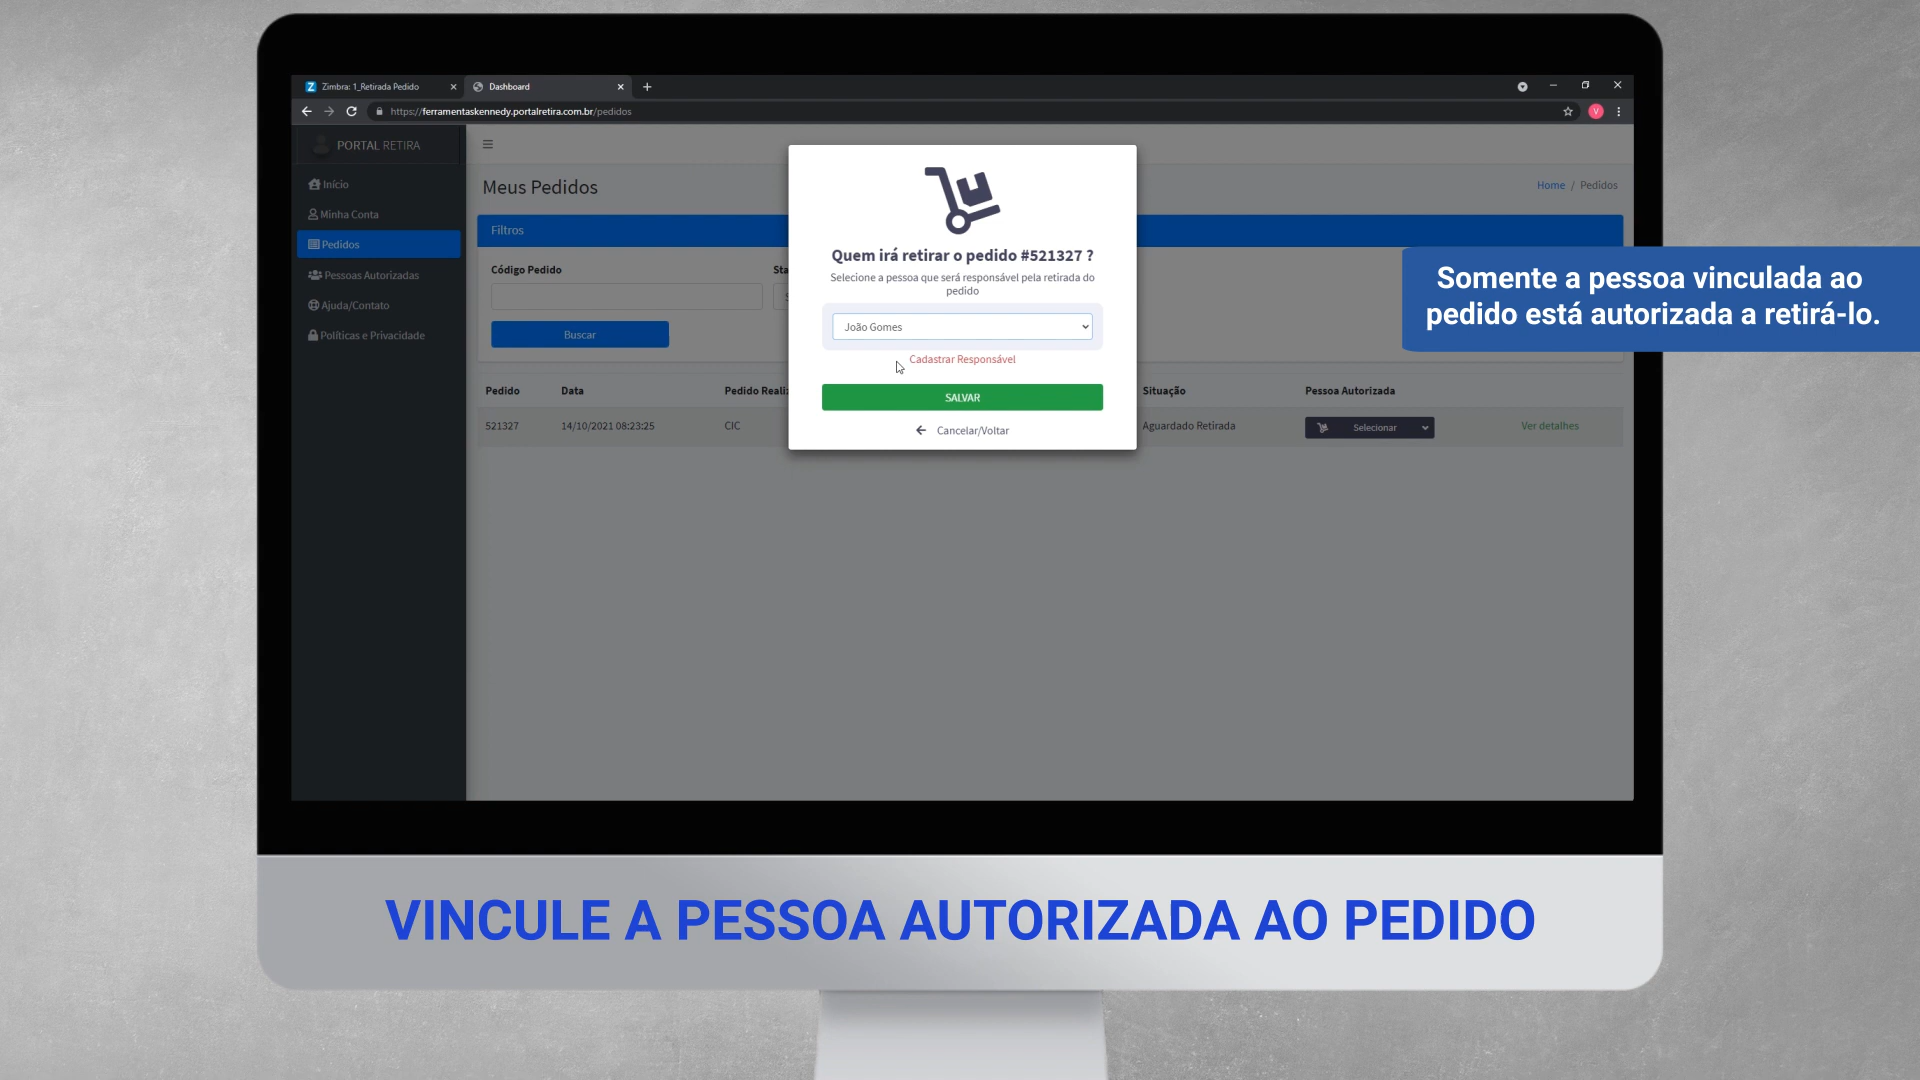 Zimbra: 1_Retirada Pedido
Dashboard
https://ferramentaskennedy.portalretira.com.br/pedidos
V
PORTAL RETIRA
Início
Minha Conta
Pedidos
Pessoas Autorizadas
Ajuda/Contato
Políticas e Privacidade
Meus Pedidos
Home / Pedidos
Filtros
Código Pedido
Sta
Buscar
Pedido Data Pedido Reali Situação Pessoa Autorizada
521327 14/10/2021 08:23:25 CIC Aguardado Retirada Selecionar Ver detalhes
Quem irá retirar o pedido #521327 ?
Selecione a pessoa que será responsável pela retirada do
pedido
João Gomes
Cadastrar Responsável
SALVAR
Cancelar/Voltar
Somente a pessoa vinculada ao
pedido está autorizada a retirá-lo.
VINCULE A PESSOA AUTORIZADA AO PEDIDO